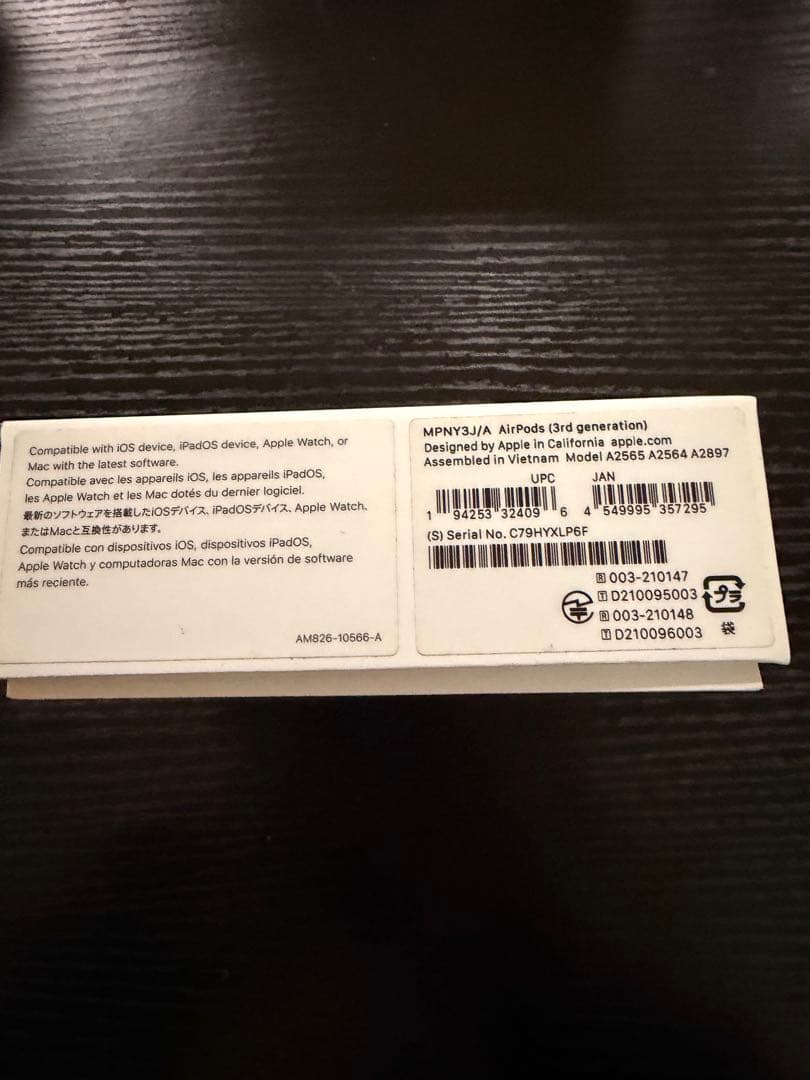 Compatible with iOS device, iPadOS device, Apple Watch, or
Mac with the latest software.
Compatible avec les appareils iOS, les appareils iPadOS,
les Apple Watch et les Mac dotés du dernier logiciel.
最新のソフトウェアを搭載したiOSデバイス、iPadOSデバイス、Apple Watch、
またはMacと互換性があります。
Compatible con dispositivos iOS, dispositivos iPadOS,
Apple Watch y computadoras Mac con la versión de software
más reciente.
AM826-10566-A
MPNY3J/A AirPods (3rd generation)
Designed by Apple in California apple.com
Assembled in Vietnam Model A2565 A2564 A2897
UPC JAN
1 94253 32409 6 4 549995 357295
(S) Serial No. C79HYXLP6F
R 003-210147
T D210095003
R 003-210148
T D210096003
プラ
袋